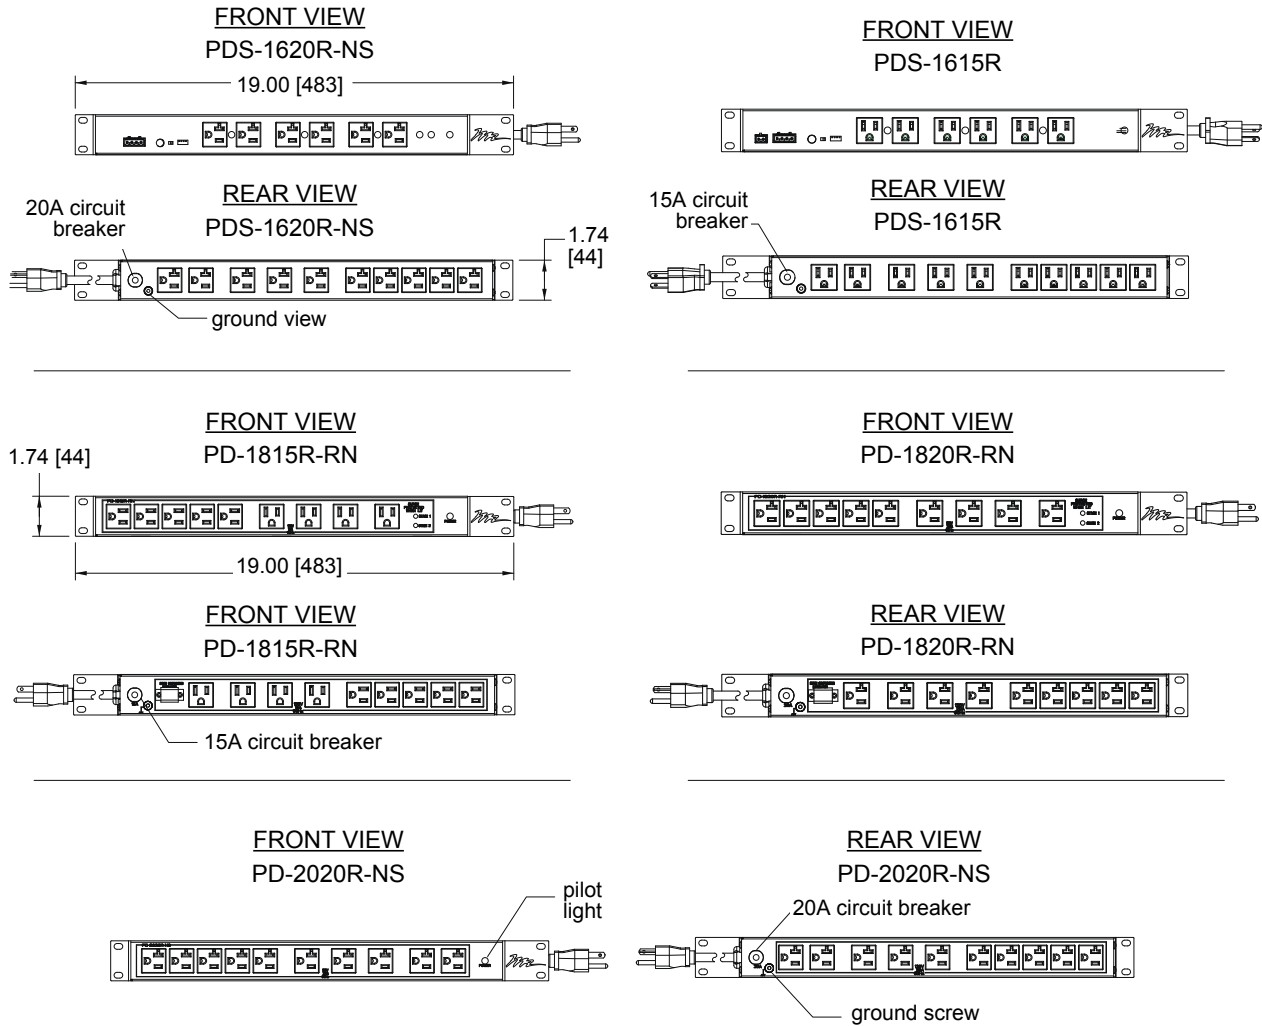 FRONT VIEW
PDS-1620R-NS
19.00 [483]
FRONT VIEW
PDS-1615R
REAR VIEW
PDS-1620R-NS
20A circuit
breaker
1.74
[44]
ground view
REAR VIEW
PDS-1615R
15A circuit
breaker
FRONT VIEW
PD-1815R-RN
1.74 [44]
19.00 [483]
FRONT VIEW
PD-1820R-RN
FRONT VIEW
PD-1815R-RN
15A circuit breaker
REAR VIEW
PD-1820R-RN
FRONT VIEW
PD-2020R-NS
pilot
light
REAR VIEW
PD-2020R-NS
20A circuit breaker
ground screw